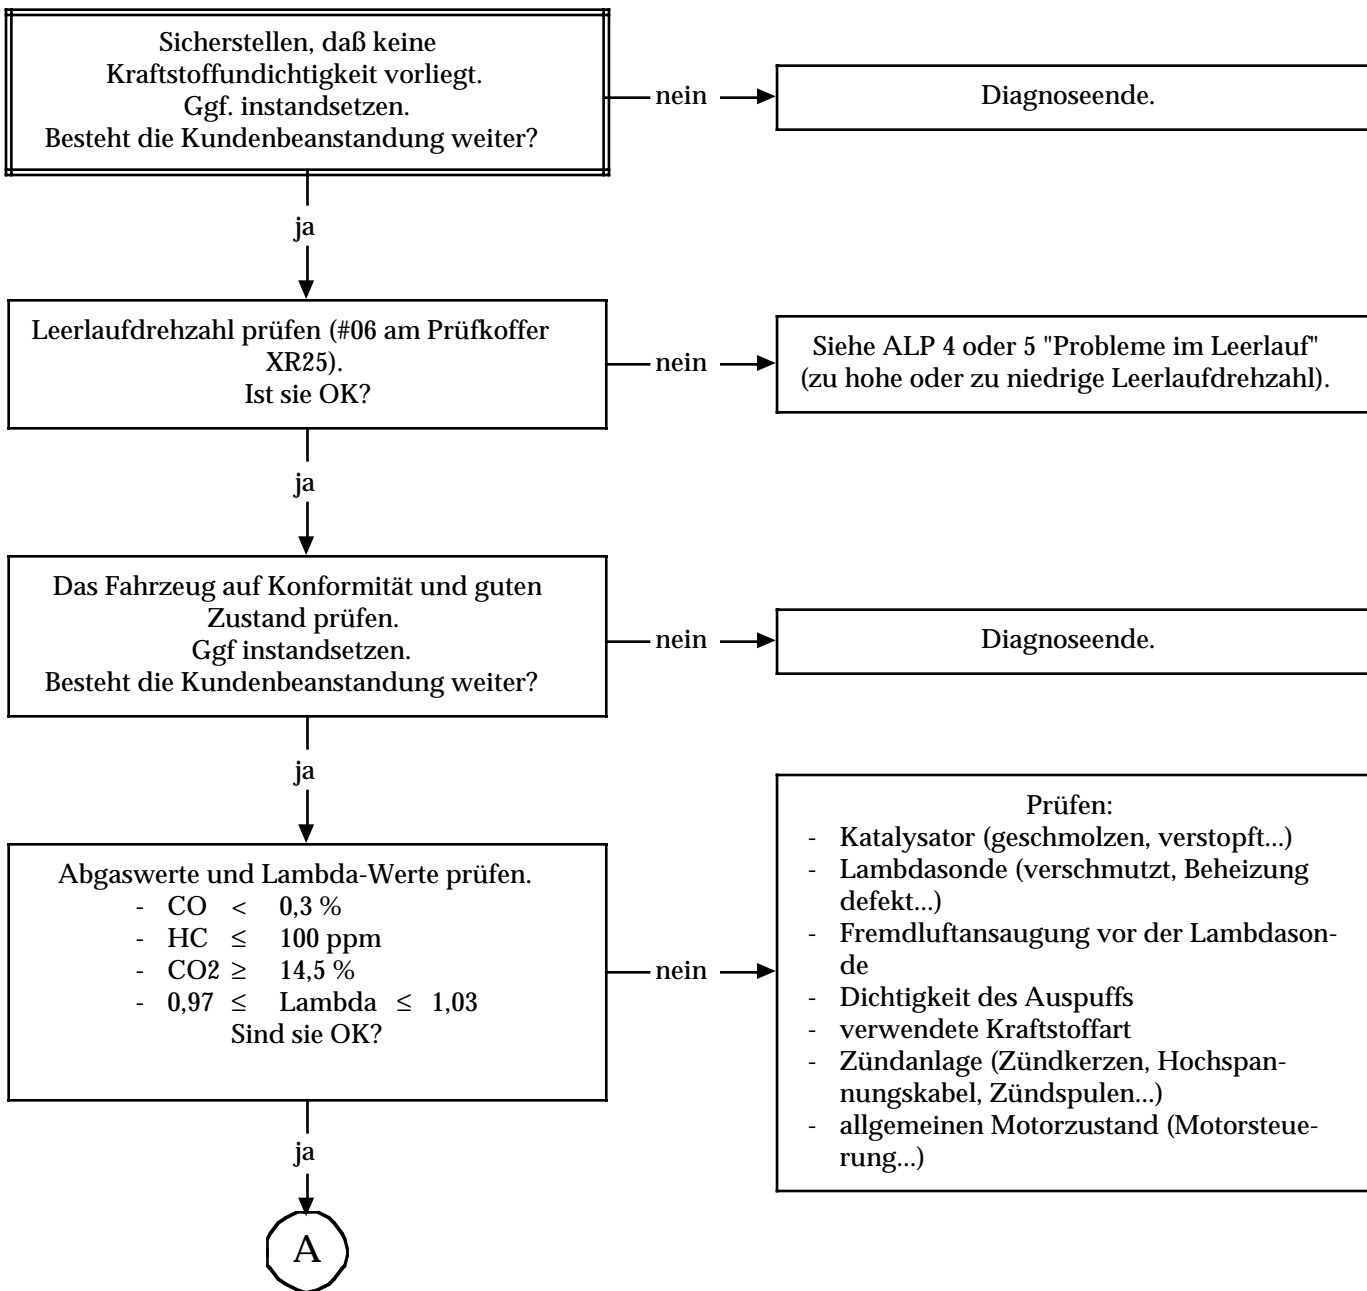 Sicherstellen, daß keine
Kraftstoffundichtigkeit vorliegt.
Ggf. instandsetzen.
Besteht die Kundenbeanstandung weiter?
nein
Diagnoseende.
ja
Leerlaufdrehzahl prüfen (#06 am Prüfkoffer
XR25).
Ist sie OK?
nein
Siehe ALP 4 oder 5 "Probleme im Leerlauf"
(zu hohe oder zu niedrige Leerlaufdrehzahl).
ja
Das Fahrzeug auf Konformität und guten
Zustand prüfen.
Ggf instandsetzen.
Besteht die Kundenbeanstandung weiter?
nein
Diagnoseende.
ja
Abgaswerte und Lambda-Werte prüfen.
- CO < 0,3 %
- HC ≤ 100 ppm
- CO2 ≥ 14,5 %
- 0,97 ≤ Lambda ≤ 1,03
Sind sie OK?
nein
Prüfen:
- Katalysator (geschmolzen, verstopft...)
- Lambdasonde (verschmutzt, Beheizung
defekt...)
- Fremdluftansaugung vor der Lambdason-
de
- Dichtigkeit des Auspuffs
- verwendete Kraftstoffart
- Zündanlage (Zündkerzen, Hochspan-
nungskabel, Zündspulen...)
- allgemeinen Motorzustand (Motorsteue-
rung...)
ja
A